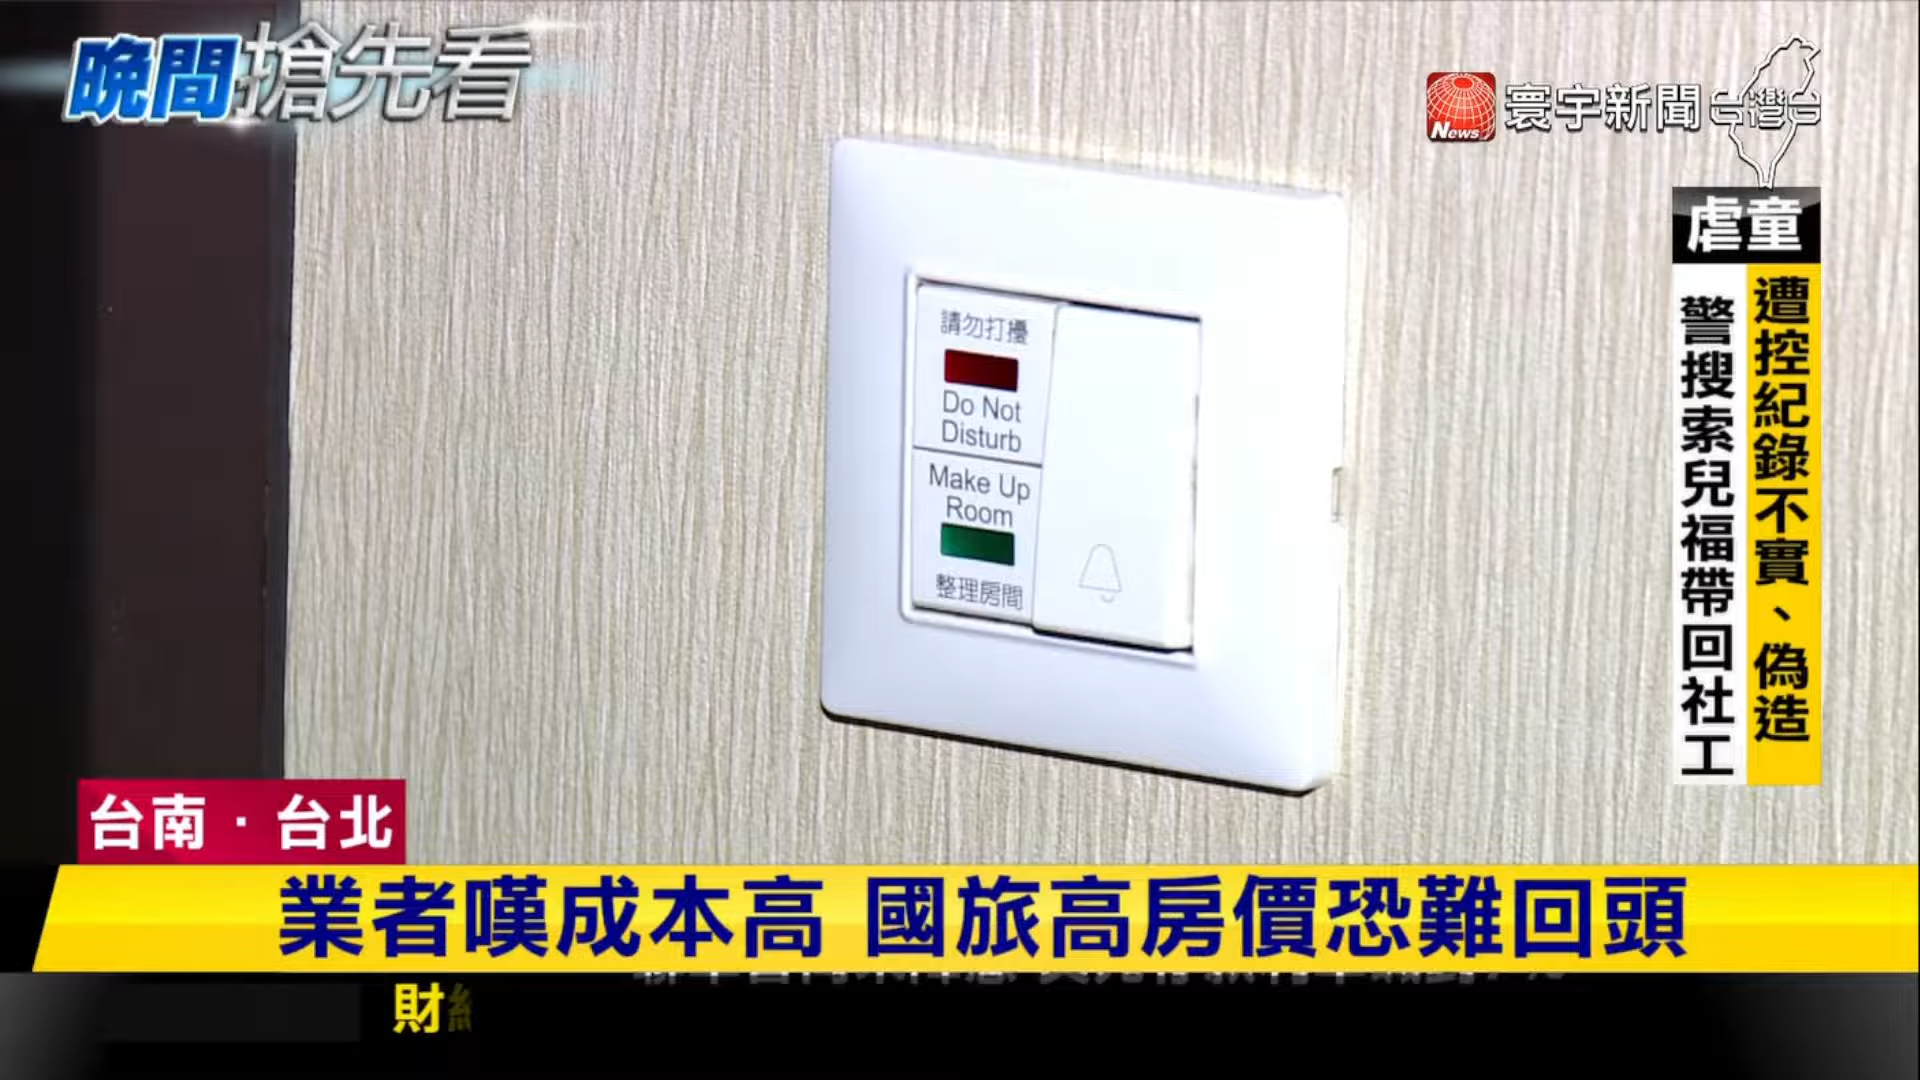 晚間搶先看
News
寰宇新聞 台灣台
虐童
遭控紀錄不實、偽造
警搜索兒福帶回社工
請勿打擾
Do Not
Disturb
Make Up
Room
整理房間
台南·台北
業者嘆成本高 國旅高房價恐難回頭
財